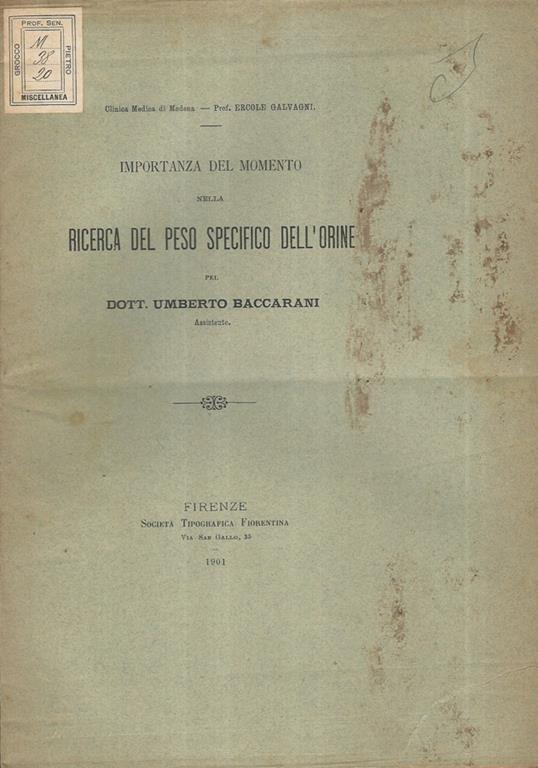 PROF. SEN.
GROCCO
PIETRO
M
38
20
MISCELLANEA
Clinica Medica di Modena — Prof. ERCOLE GALVAGNI.
IMPORTANZA DEL MOMENTO
NELLA
RICERCA DEL PESO SPECIFICO DELL'ORINE
PEL
DOTT. UMBERTO BACCARANI
Assistente.
FIRENZE
SOCIETÀ TIPOGRAFICA FIORENTINA
VIA SAN GALLO, 33
1901